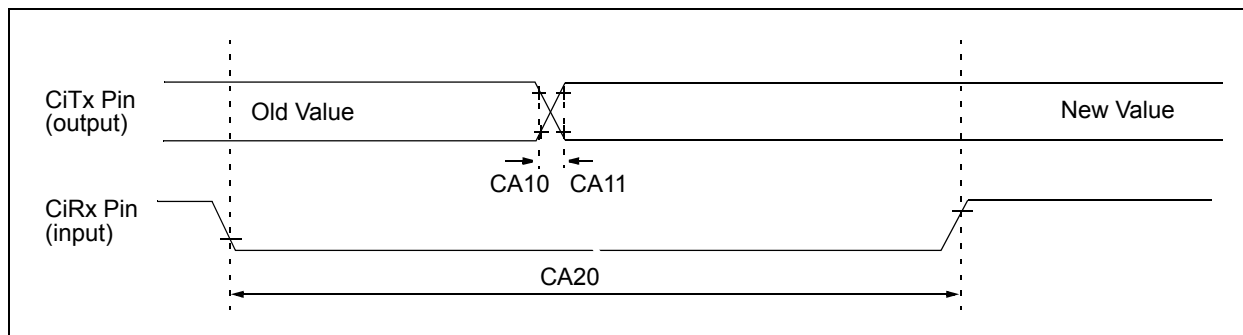 CiTx Pin
(output)
Old Value
New Value
CA10 CA11
CiRx Pin
(input)
CA20